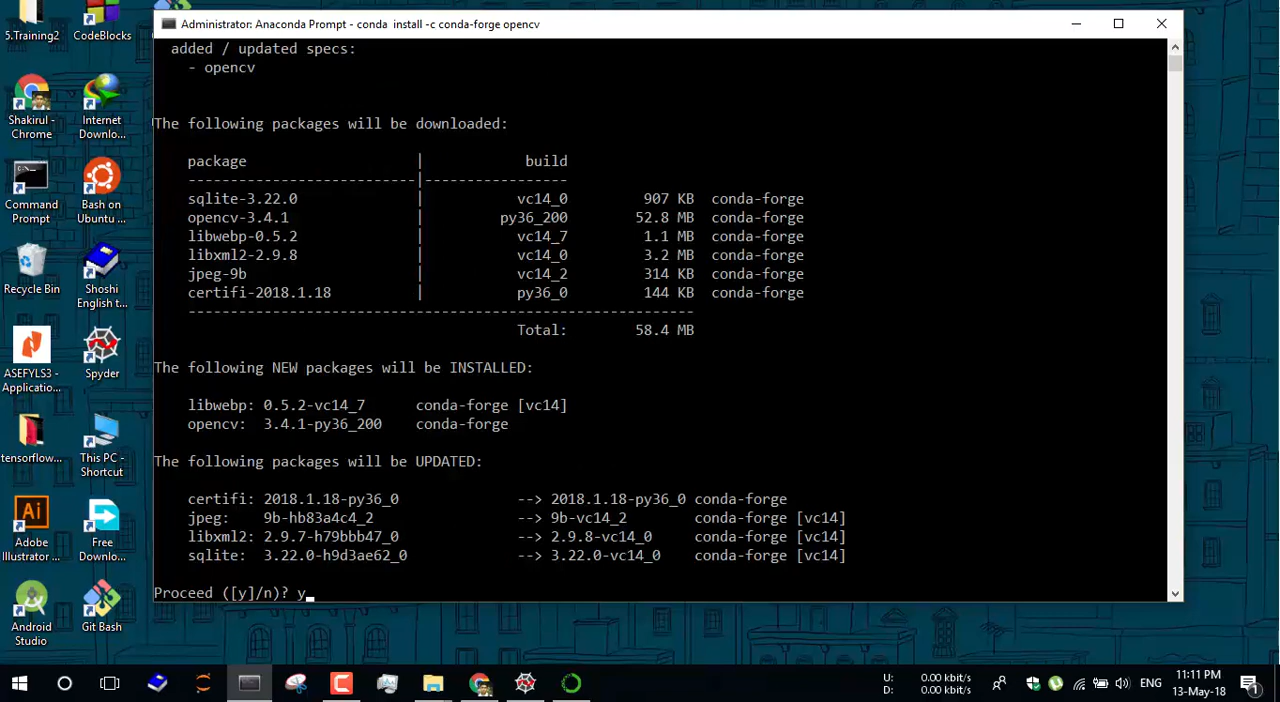 Administrator: Anaconda Prompt - conda  install -c conda-forge opencv
added / updated specs:
- opencv
The following packages will be downloaded:
package | build
---------------------------|-----------------
sqlite-3.22.0 | vc14_0 907 KB conda-forge
opencv-3.4.1 | py36_200 52.8 MB conda-forge
libwebp-0.5.2 | vc14_7 1.1 MB conda-forge
libxml2-2.9.8 | vc14_0 3.2 MB conda-forge
jpeg-9b | vc14_2 314 KB conda-forge
certifi-2018.1.18 | py36_0 144 KB conda-forge
------------------------------------------------------------
Total: 58.4 MB
The following NEW packages will be INSTALLED:
libwebp: 0.5.2-vc14_7 conda-forge [vc14]
opencv: 3.4.1-py36_200 conda-forge
The following packages will be UPDATED:
certifi: 2018.1.18-py36_0 --> 2018.1.18-py36_0 conda-forge
jpeg: 9b-hb83a4c4_2 --> 9b-vc14_2 conda-forge [vc14]
libxml2: 2.9.7-h79bbb47_0 --> 2.9.8-vc14_0 conda-forge [vc14]
sqlite: 3.22.0-h9d3ae62_0 --> 3.22.0-vc14_0 conda-forge [vc14]
Proceed ([y]/n)? y
5.Training2
CodeBlocks
Shakirul -
Chrome
Internet
Downlo...
Command
Prompt
Bash on
Ubuntu ...
Recycle Bin
Shoshi
English t...
ASEFYLS3 -
Applicatio...
Spyder
tensorflow...
This PC -
Shortcut
Adobe
Illustrator ...
Free
Downlo...
Android
Studio
Git Bash
U: 0.00 kbit/s
D: 0.00 kbit/s
ENG
11:11 PM
13-May-18
1